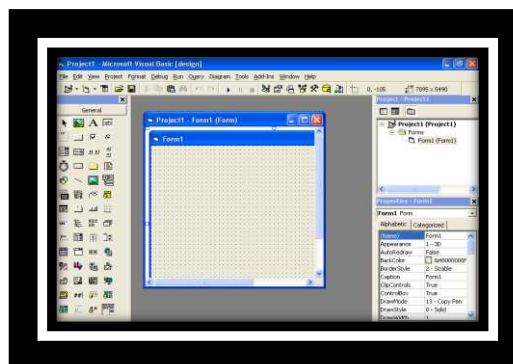 Project1 - Microsoft Visual Basic [design]
File Edit View Project Format Debug Run Query Diagram Tools Add-Ins Window Help
0, -105 7095 x 5490
General
A
Project1 - Form1 (Form)
Form1
Project - Project1
Project1 (Project1)
Forms
Form1 (Form1)
Properties - Form1
Form1 Form
Alphabetic Categorized
(Name) Form1
Appearance 1 - 3D
AutoRedraw False
BackColor &H8000000F
BorderStyle 2 - Sizable
Caption Form1
ClipControls True
ControlBox True
DrawMode 13 - Copy Pen
DrawStyle 0 - Solid
DrawWidth 1